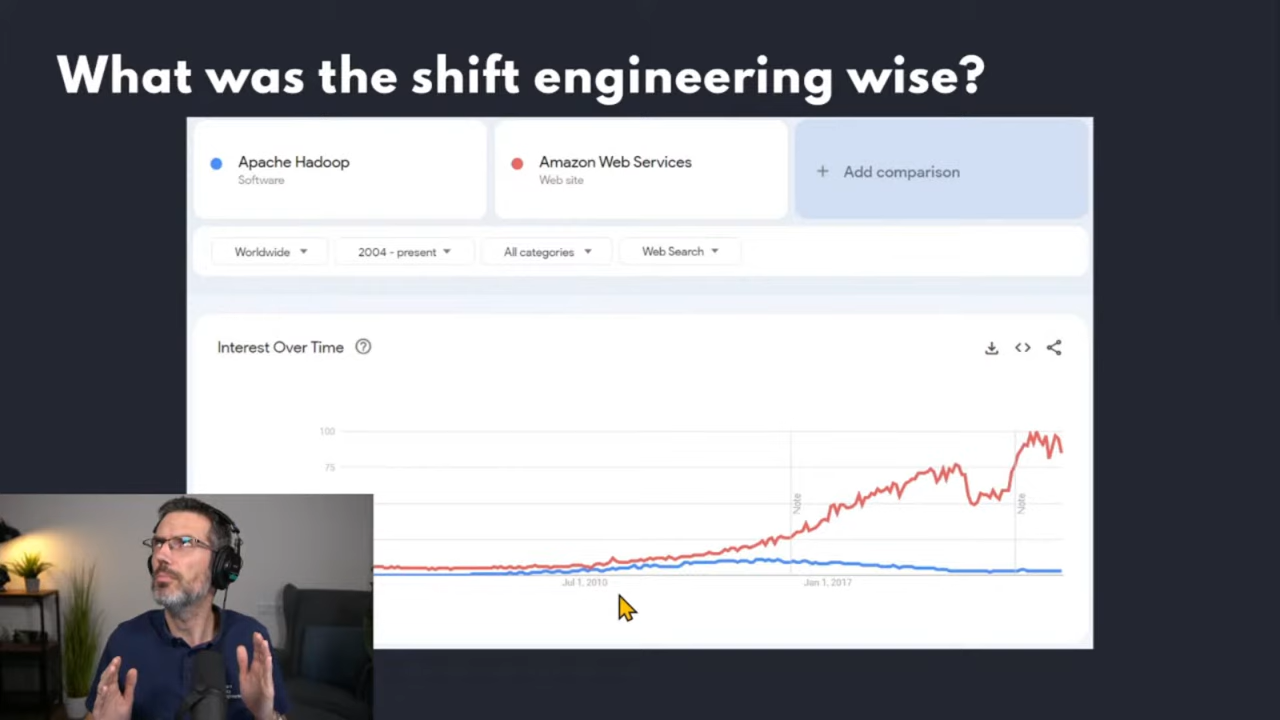 What was the shift engineering wise?
Apache Hadoop
Software
Amazon Web Services
Web site
+ Add comparison
Worldwide
2004 - present
All categories
Web Search
Interest Over Time
100
75
Note
Note
Jul 1, 2010
Jan 1, 2017